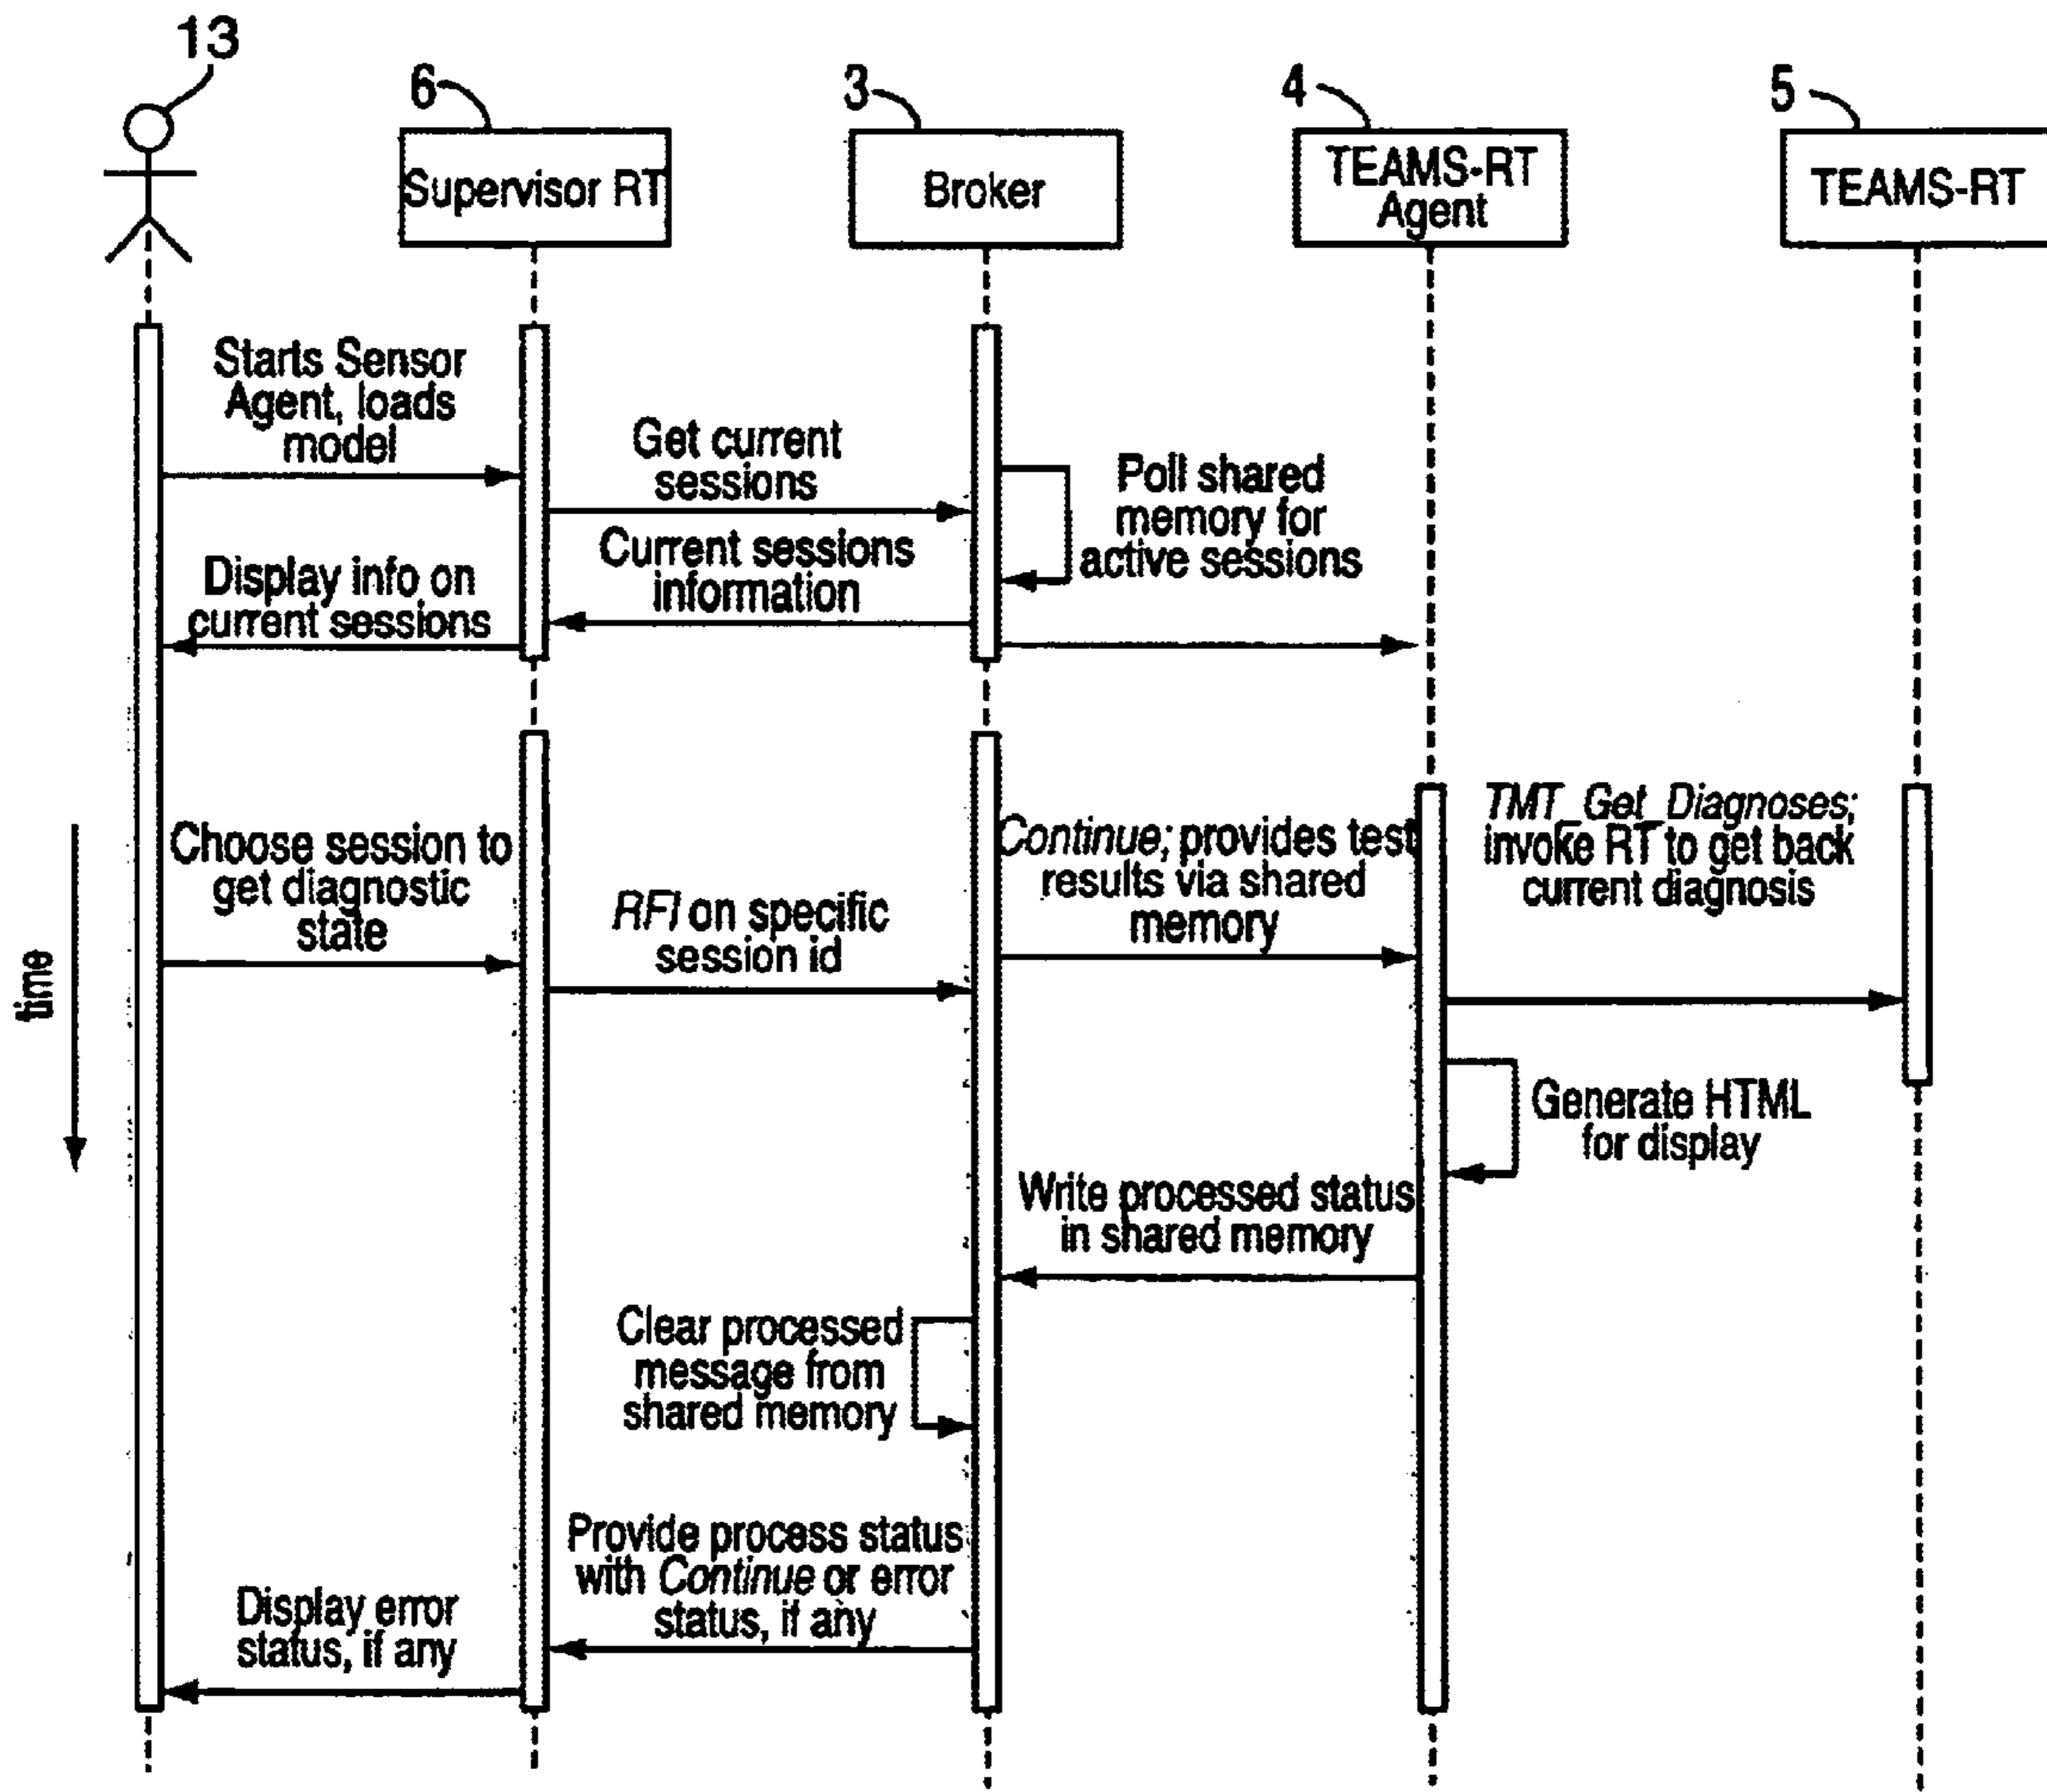 13
6
3
4
5
Supervisor RT
Broker
TEAMS-RT
Agent
TEAMS-RT
Starts Sensor
Agent, loads
model
Get current
sessions
Poll shared
memory for
active sessions
Current sessions
information
Display info on
current sessions
time
Choose session to
get diagnostic
state
RFI on specific
session id
Continue; provides test
results via shared
memory
TMT_Get_Diagnoses;
invoke RT to get back
current diagnosis
Generate HTML
for display
Write processed status
in shared memory
Clear processed
message from
shared memory
Provide process status
with Continue or error
status, if any
Display error
status, if any